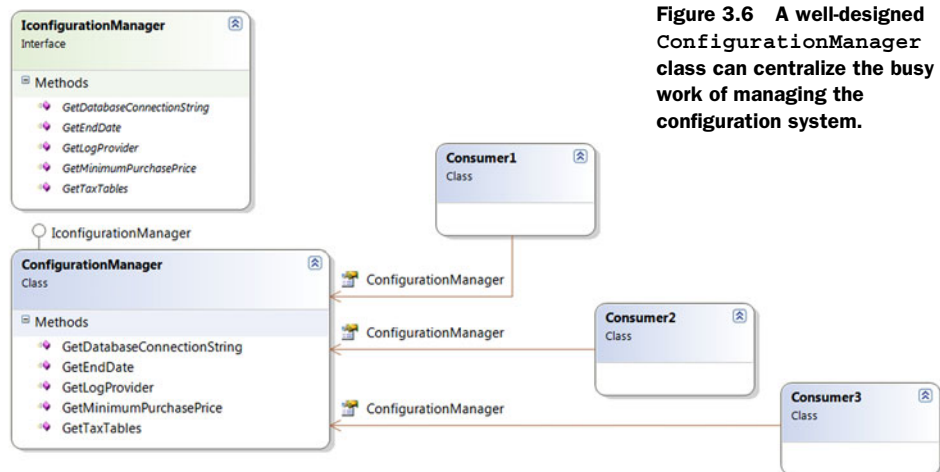 IconfigurationManager
Interface
Methods
GetDatabaseConnectionString
GetEndDate
GetLogProvider
GetMinimumPurchasePrice
GetTaxTables
Figure 3.6 A well-designed
ConfigurationManager
class can centralize the busy
work of managing the
configuration system.
Consumer1
Class
IconfigurationManager
ConfigurationManager
Class
Methods
GetDatabaseConnectionString
GetEndDate
GetLogProvider
GetMinimumPurchasePrice
GetTaxTables
ConfigurationManager
ConfigurationManager
Consumer2
Class
ConfigurationManager
Consumer3
Class